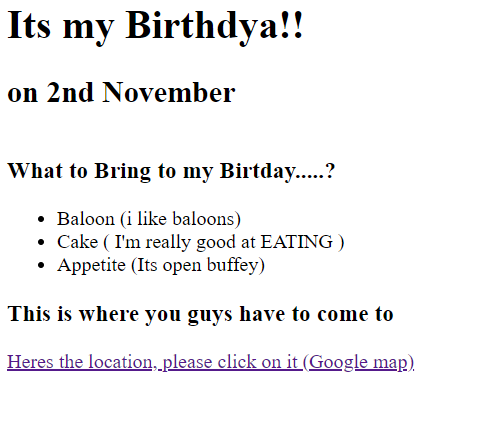 Its my Birthdya!!
on 2nd November
What to Bring to my Birtday.....?
Baloon (i like baloons)
Cake ( I'm really good at EATING )
Appetite (Its open buffey)
This is where you guys have to come to
Heres the location, please click on it (Google map)